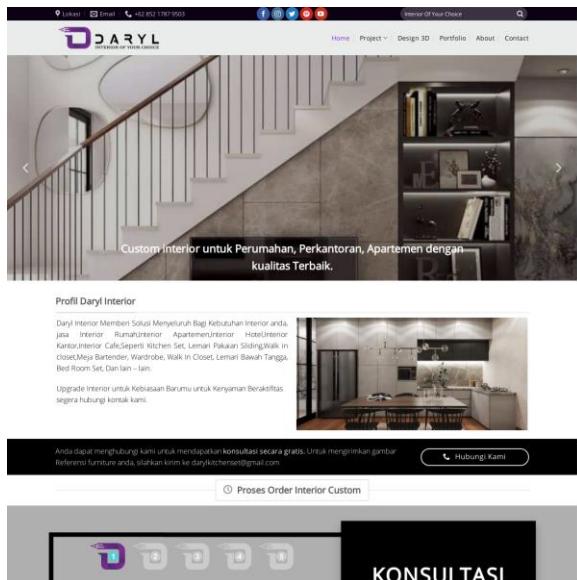 Lokasi Email +62 852 1787 9503 Interior Of Your Choice
DARYL
INTERIOR OF YOUR CHOICE
Home Project Design 3D Portfolio About Contact
Custom Interior untuk Perumahan, Perkantoran, Apartemen dengan
kualitas Terbaik.
Profil Daryl Interior
Daryl Interior Memberi Solusi Menyeluruh Bagi Kebutuhan Interior anda,
jasa Interior Rumah,Interior Apartemen,Interior Hotel,Interior
Kantor,Interior Cafe,Seperti Kitchen Set, Lemari Pakaian Sliding,Walk in
closet,Meja Bartender, Wardrobe, Walk In Closet, Lemari Bawah Tangga,
Bed Room Set, Dan lain – lain.
Upgrade Interior untuk Kebiasaan Barumu untuk Kenyaman Beraktifitas
segera hubungi kontak kami.
Anda dapat menghubungi kami untuk mendapatkan konsultasi secara gratis. Untuk mengirimkan gambar
Referensi furniture anda, silahkan kirim ke darylkitchenset@gmail.com
Hubungi Kami
Proses Order Interior Custom
1 2 3 4 5
KONSULTASI